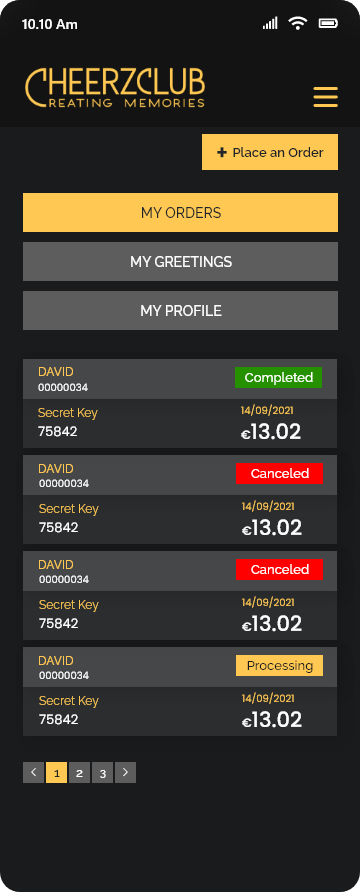 10.10 Am
CHEERZCLUB
REATING MEMORIES
+ Place an Order
MY ORDERS
MY GREETINGS
MY PROFILE
DAVID
00000034
Completed
Secret Key
75842
14/09/2021
€13.02
DAVID
00000034
Canceled
Secret Key
75842
14/09/2021
€13.02
DAVID
00000034
Canceled
Secret Key
75842
14/09/2021
€13.02
DAVID
00000034
Processing
Secret Key
75842
14/09/2021
€13.02
< 1 2 3 >